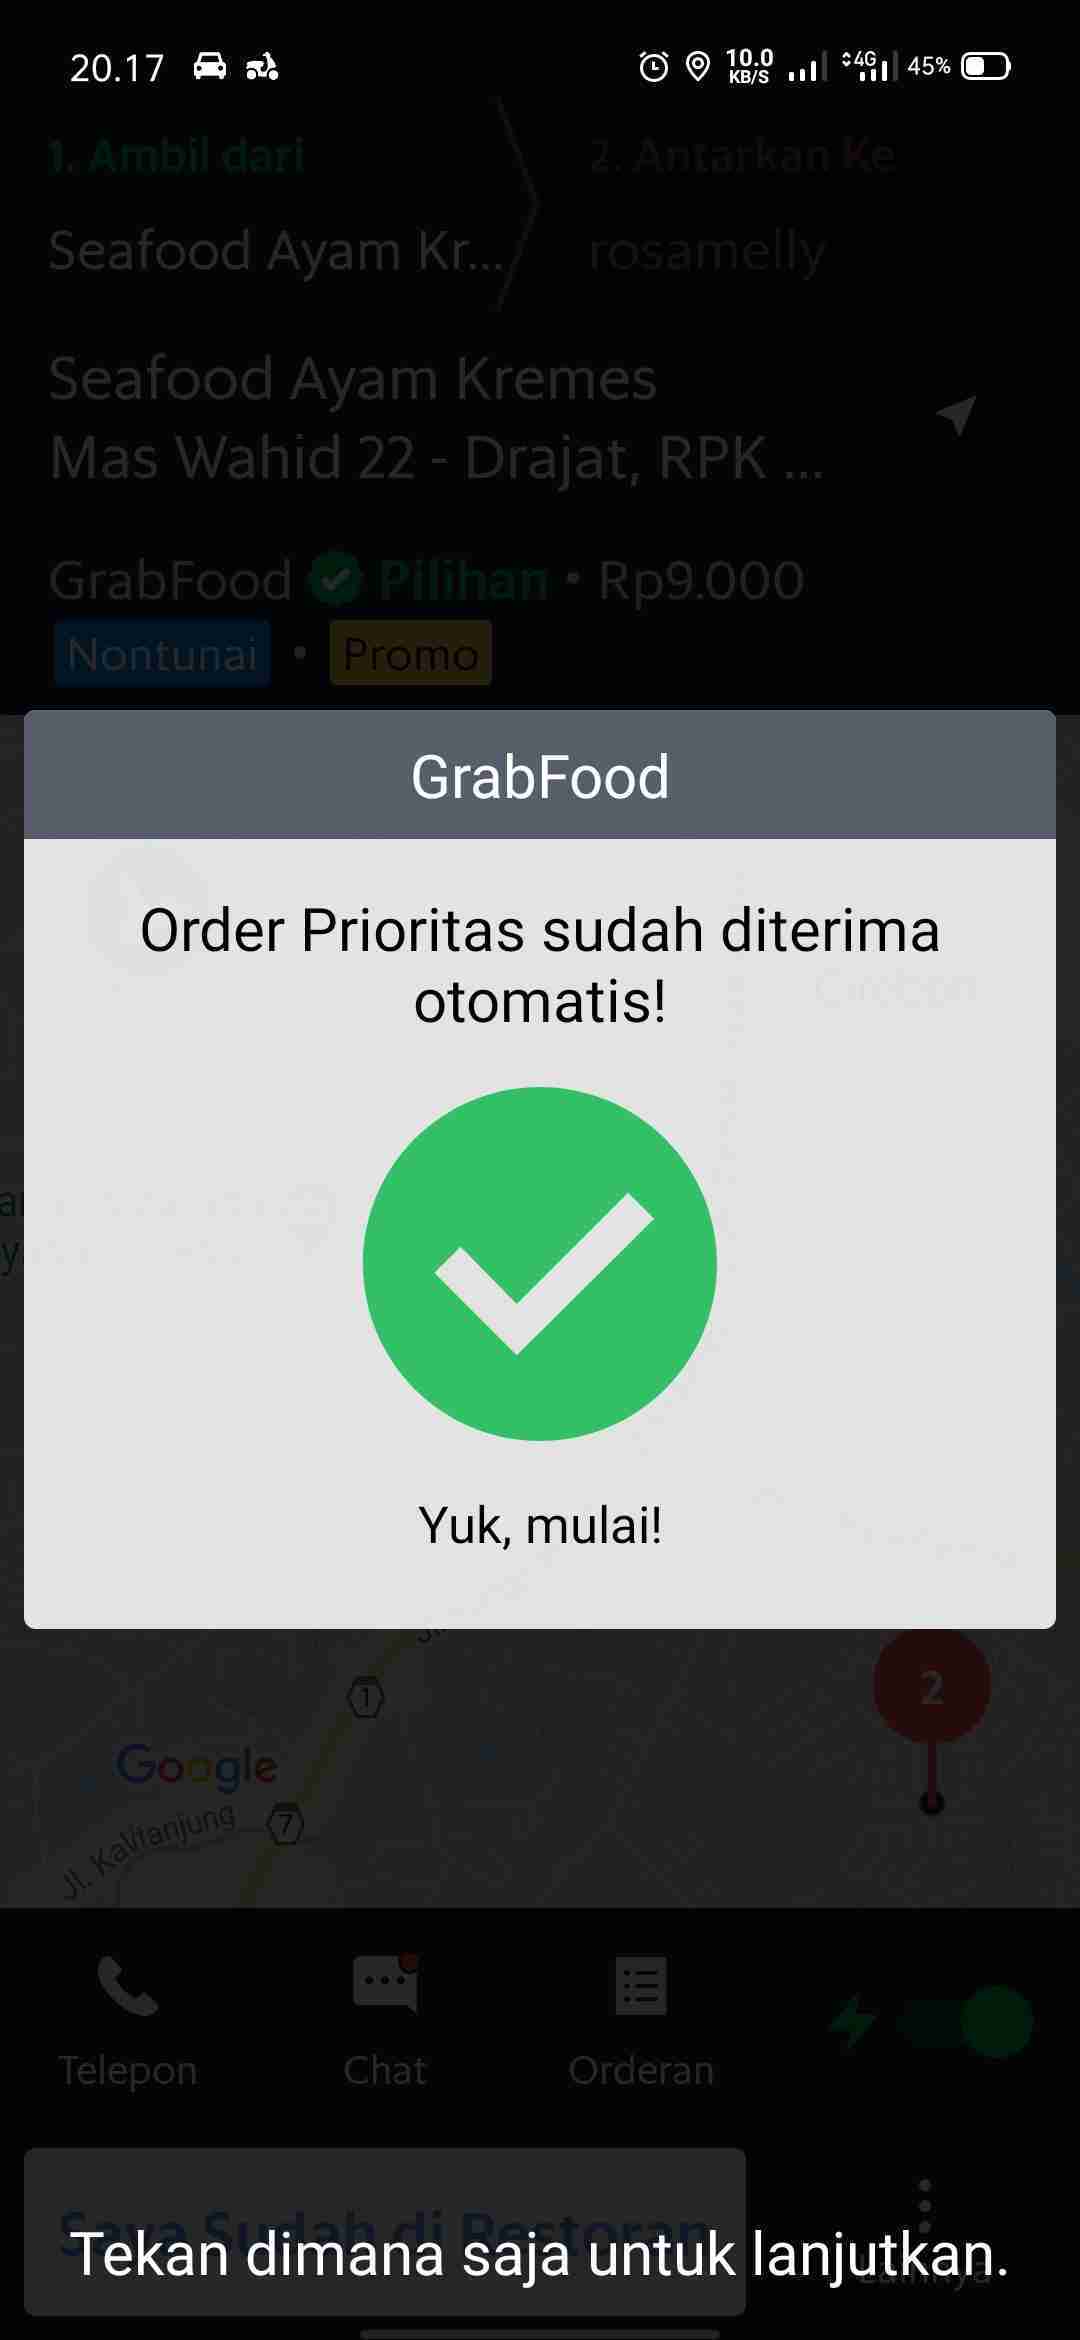 20.17
10.0
KB/S
4G
45%
1. Ambil dari
2. Antarkan Ke
Seafood Ayam Kr...
rosamelly
Seafood Ayam Kremes
Mas Wahid 22 - Drajat, RPK ...
GrabFood Pilihan • Rp9.000
Nontunai • Promo
GrabFood
Order Prioritas sudah diterima
otomatis!
Cirebon
Yuk, mulai!
1
2
Google
7
Jl. Kalitanjung
Telepon
Chat
Orderan
Saya Sudah di Restoran
Tekan dimana saja untuk lanjutkan.
Lainnya